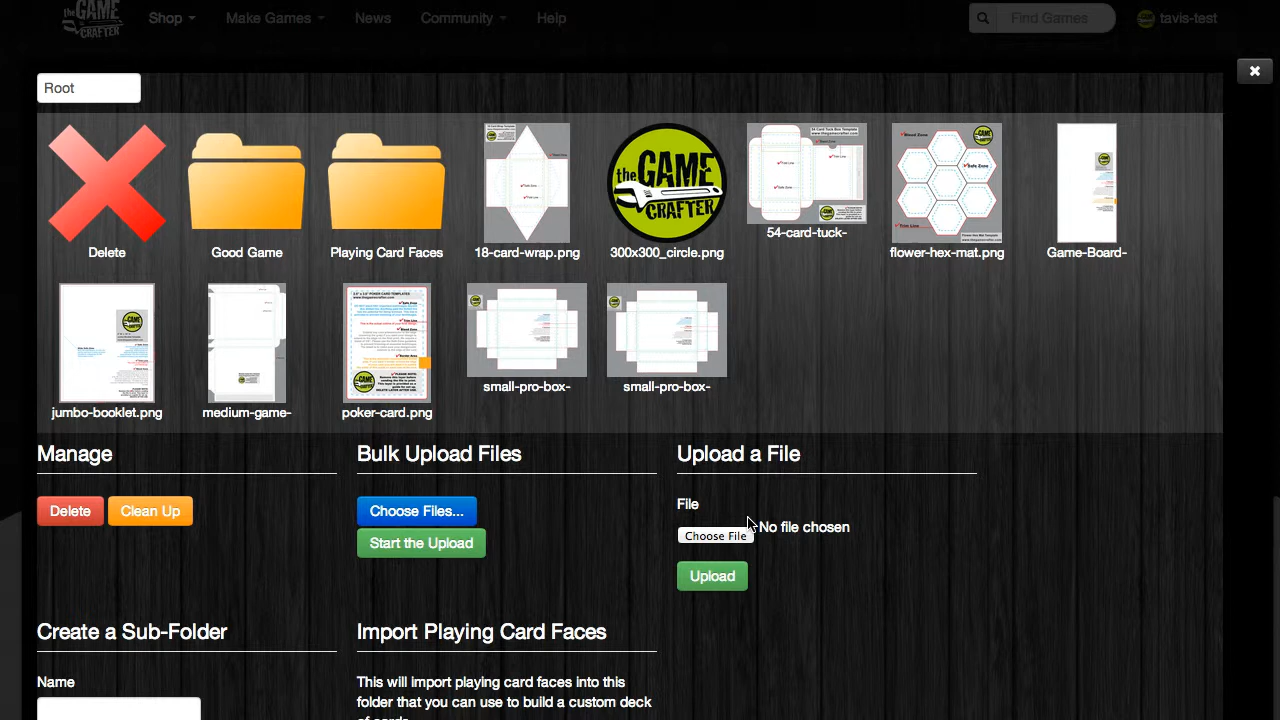 the GAME CRAFTER
Shop
Make Games
News
Community
Help
Find Games
tavis-test
Root
the GAME CRAFTER
Delete
Good Game
Playing Card Faces
18-card-wrap.png
300x300_circle.png
54-card-tuck-
flower-hex-mat.png
Game-Board-
jumbo-booklet.png
medium-game-
poker-card.png
small-pro-box-
small-pro-box-
Manage
Bulk Upload Files
Upload a File
Delete
Clean Up
Choose Files...
Start the Upload
File
Choose File
No file chosen
Upload
Create a Sub-Folder
Import Playing Card Faces
Name
This will import playing card faces into this
folder that you can use to build a custom deck
of cards